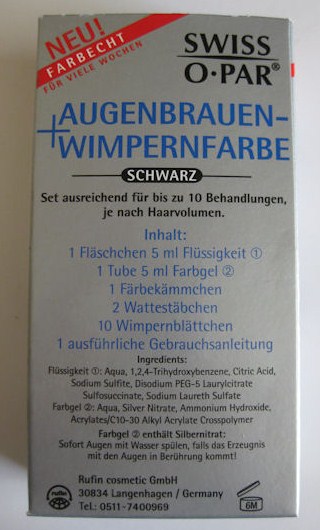 NEU!
FARBECHT
FÜR VIELE WOCHEN
SWISS
O·PAR®
AUGENBRAUEN-
+WIMPERNFARBE
SCHWARZ
Set ausreichend für bis zu 10 Behandlungen,
je nach Haarvolumen.
Inhalt:
1 Fläschchen 5 ml Flüssigkeit ①
1 Tube 5 ml Farbgel ②
1 Färbekämmchen
2 Wattestäbchen
10 Wimpernblättchen
1 ausführliche Gebrauchsanleitung
Ingredients:
Flüssigkeit ①: Aqua, 1,2,4-Trihydroxybenzene, Citric Acid,
Sodium Sulfite, Disodium PEG-5 Laurylcitrate
Sulfosuccinate, Sodium Laureth Sulfate
Farbgel ②: Aqua, Silver Nitrate, Ammonium Hydroxide,
Acrylates/C10-30 Alkyl Acrylate Crosspolymer
Farbgel ② enthält Silbernitrat:
Sofort Augen mit Wasser spülen, falls das Erzeugnis
mit den Augen in Berührung kommt!
rufin
Rufin cosmetic GmbH
30834 Langenhagen / Germany
Tel.: 0511-7400969
6M